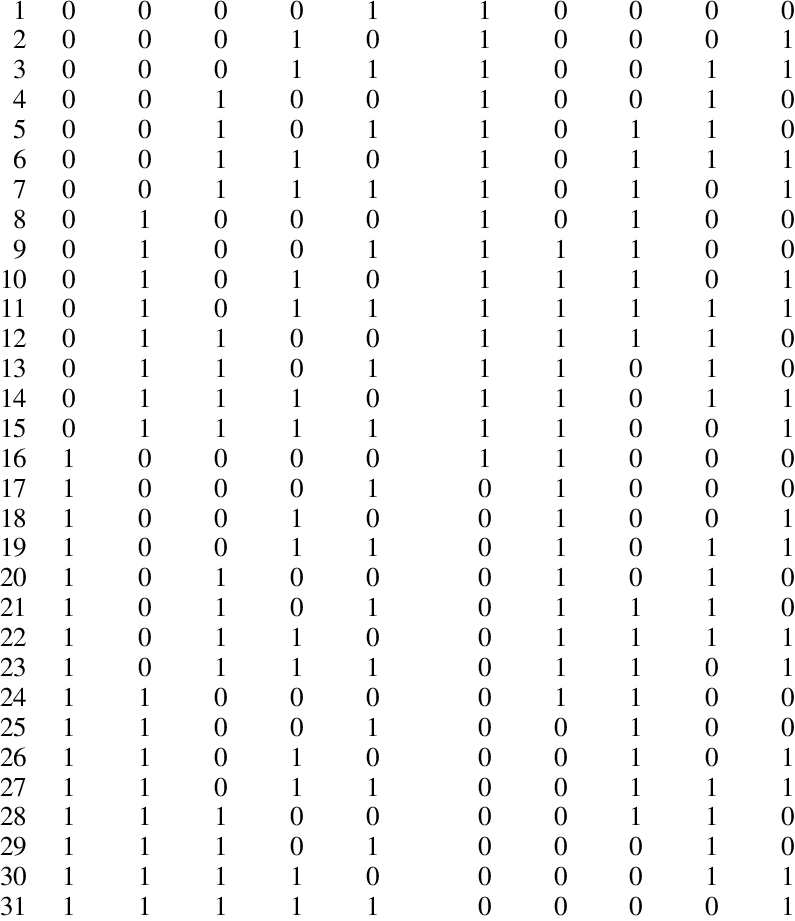 1 0 0 0 0 1 1 0 0 0 0
2 0 0 0 1 0 1 0 0 0 1
3 0 0 0 1 1 1 0 0 1 1
4 0 0 1 0 0 1 0 0 1 0
5 0 0 1 0 1 1 0 1 1 0
6 0 0 1 1 0 1 0 1 1 1
7 0 0 1 1 1 1 0 1 0 1
8 0 1 0 0 0 1 0 1 0 0
9 0 1 0 0 1 1 1 1 0 0
10 0 1 0 1 0 1 1 1 0 1
11 0 1 0 1 1 1 1 1 1 1
12 0 1 1 0 0 1 1 1 1 0
13 0 1 1 0 1 1 1 0 1 0
14 0 1 1 1 0 1 1 0 1 1
15 0 1 1 1 1 1 1 0 0 1
16 1 0 0 0 0 1 1 0 0 0
17 1 0 0 0 1 0 1 0 0 0
18 1 0 0 1 0 0 1 0 0 1
19 1 0 0 1 1 0 1 0 1 1
20 1 0 1 0 0 0 1 0 1 0
21 1 0 1 0 1 0 1 1 1 0
22 1 0 1 1 0 0 1 1 1 1
23 1 0 1 1 1 0 1 1 0 1
24 1 1 0 0 0 0 1 1 0 0
25 1 1 0 0 1 0 0 1 0 0
26 1 1 0 1 0 0 0 1 0 1
27 1 1 0 1 1 0 0 1 1 1
28 1 1 1 0 0 0 0 1 1 0
29 1 1 1 0 1 0 0 0 1 0
30 1 1 1 1 0 0 0 0 1 1
31 1 1 1 1 1 0 0 0 0 1